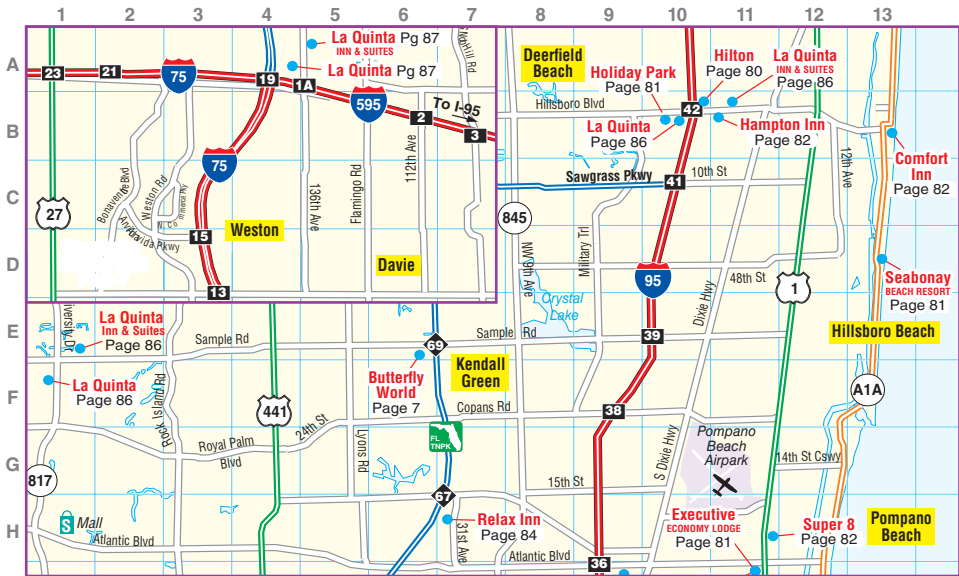 1 2 3 4 5 6 7 8 9 10 11 12 13
A
B
C
D
E
F
G
H
La Quinta
INN & SUITES
Pg 87
La Quinta Pg 87
23
21
75
19
1A
595
To I-95
2
3
75
27
15
13
Bonaventure Blvd
Weston Rd
Arvida Pkwy
Weston
136th Ave
Flamingo Rd
112th Ave
Davie
Deerfield
Beach
Holiday Park
Page 81
Hilton
Page 80
La Quinta
INN & SUITES
Page 86
Hillsboro Blvd
42
La Quinta
Page 86
Hampton Inn
Page 82
Comfort
Inn
Page 82
12th Ave
Sawgrass Pkwy
41
10th St
845
NW 9th Ave
Military Trl
95
48th St
Dixie Hwy
1
Seabonay
BEACH RESORT
Page 81
Crystal
Lake
Hillsboro Beach
La Quinta
Inn & Suites
Page 86
Sample Rd
69
Sample Rd
39
Kendall
Green
Butterfly
World
Page 7
La Quinta
Page 86
Rock Island Rd
441
24th St
Copans Rd
38
A1A
FL
TNPK
Royal Palm
Blvd
Lyons Rd
S Dixie Hwy
Pompano
Beach
Airpark
14th St Cswy
817
67
15th St
S Mall
Atlantic Blvd
31st Ave
Relax Inn
Page 84
Atlantic Blvd
36
Executive
ECONOMY LODGE
Page 81
Super 8
Page 82
Pompano
Beach